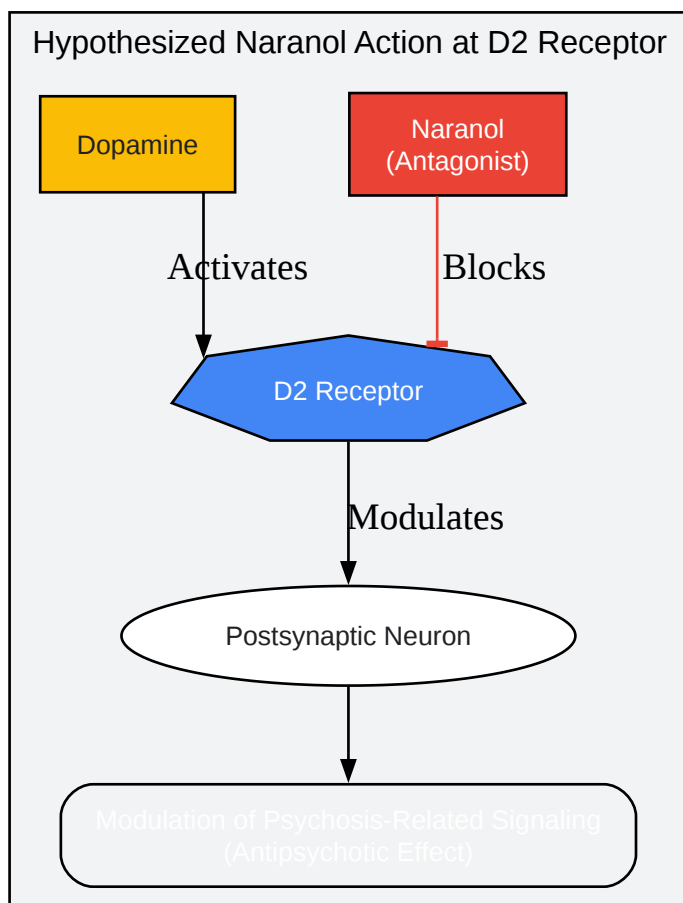 Hypothesized Naranol Action at D2 Receptor
Dopamine
Naranol
(Antagonist)
Activates
Blocks
D2 Receptor
Modulates
Postsynaptic Neuron
Modulation of Psychosis-Related Signaling
(Antipsychotic Effect)